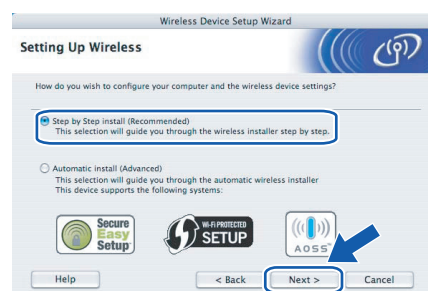 Wireless Device Setup Wizard
Setting Up Wireless
How do you wish to configure your computer and the wireless device settings?
Step by Step install (Recommended)
This selection will guide you through the wireless installer step by step.
Automatic install (Advanced)
This selection will guide you through the automatic wireless installer
This device supports the following systems:
Secure
Easy
Setup
WI-FI PROTECTED
SETUP
AOSS™
Help
< Back
Next >
Cancel